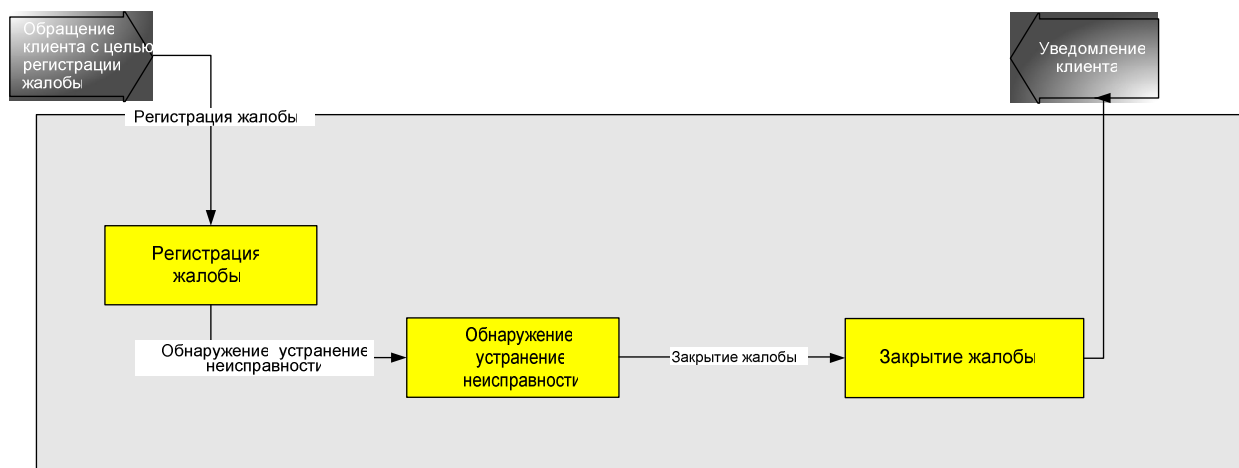 Обращение
клиента с целью
регистрации
жалобы
Уведомление
клиента
Регистрация жалобы
Регистрация
жалобы
Обнаружение устранение
неисправности
Обнаружение
устранение
неисправности
Закрытие жалобы
Закрытие жалобы